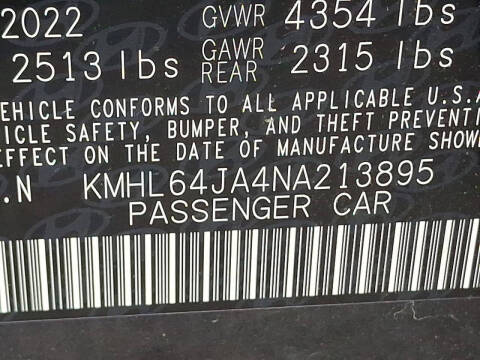 2022 GVWR 4354 lbs
2513 lbs GAWR REAR 2315 lbs
EHICLE CONFORMS TO ALL APPLICABLE U.S.A
ICLE SAFETY, BUMPER, AND THEFT PREVENTI
EFFECT ON THE DATE OF MANUFACTURE SHOW
.N KMHL64JA4NA213895
PASSENGER CAR